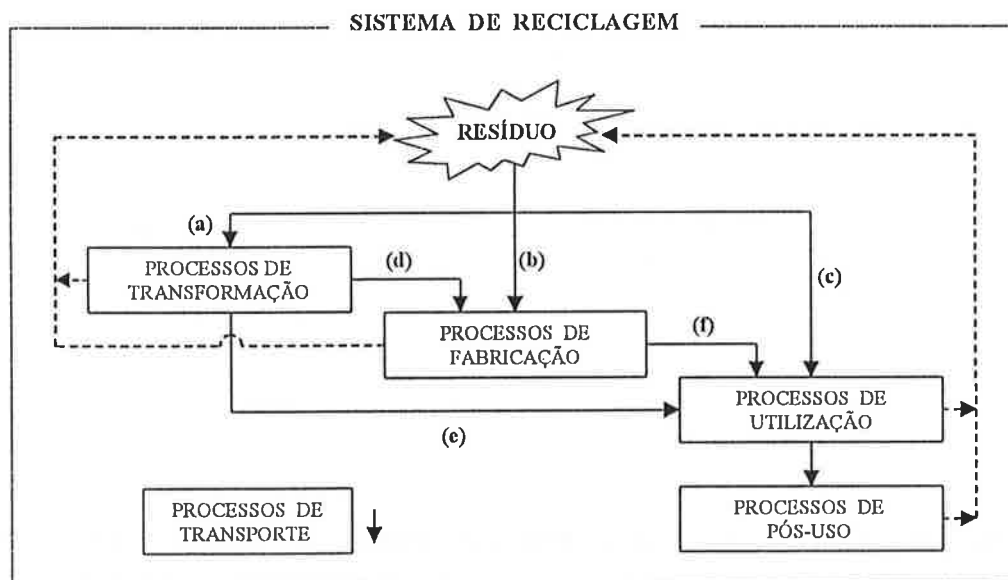 SISTEMA DE RECICLAGEM
RESÍDUO
(a)
PROCESSOS DE
TRANSFORMAÇÃO
(d)
(b)
(c)
PROCESSOS DE
FABRICAÇÃO
(f)
PROCESSOS DE
UTILIZAÇÃO
(e)
PROCESSOS DE
TRANSPORTE
PROCESSOS DE
PÓS-USO